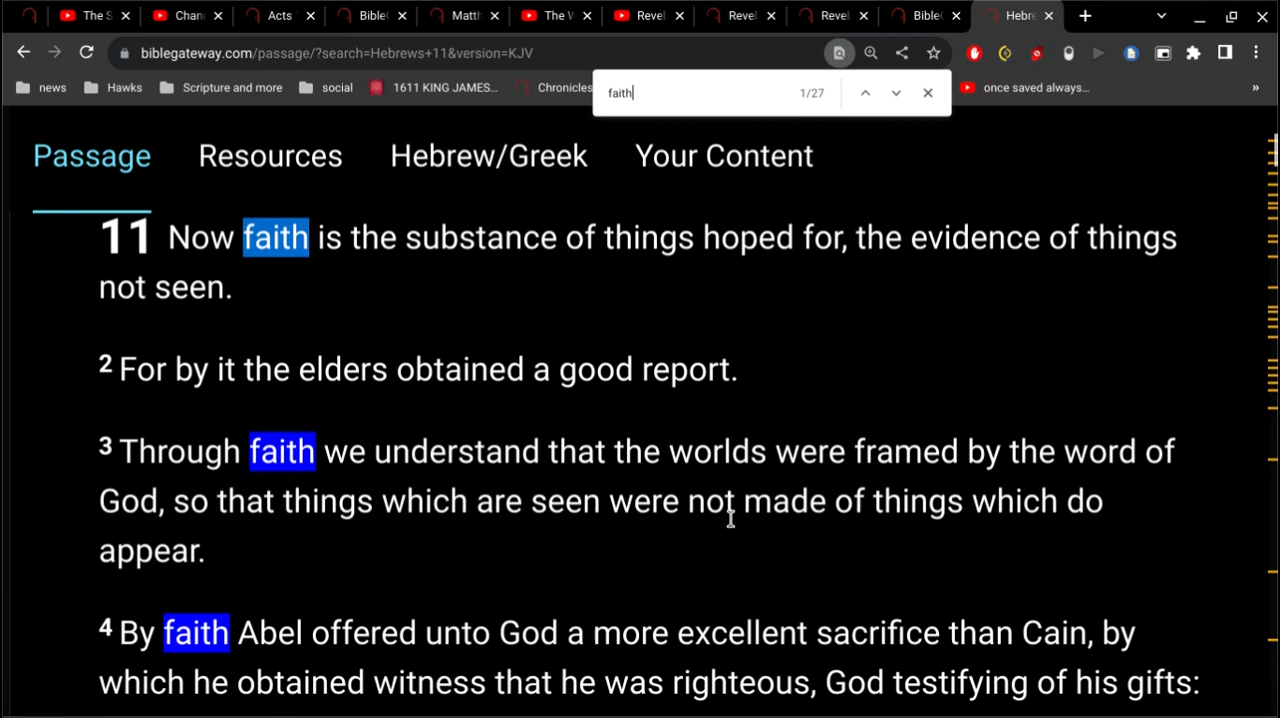 The S
Chan
Acts
Bible(
Matt
The V
Revel
Revel
Revel
Bible(
Hebre
biblegateway.com/passage/?search=Hebrews+11&version=KJV
news
Hawks
Scripture and more
social
1611 KING JAMES...
Chronicles
once saved always...
»
faith
1/27
Passage
Resources
Hebrew/Greek
Your Content
11 Now faith is the substance of things hoped for, the evidence of things
not seen.
2 For by it the elders obtained a good report.
3 Through faith we understand that the worlds were framed by the word of
God, so that things which are seen were not made of things which do
appear.
4 By faith Abel offered unto God a more excellent sacrifice than Cain, by
which he obtained witness that he was righteous, God testifying of his gifts: